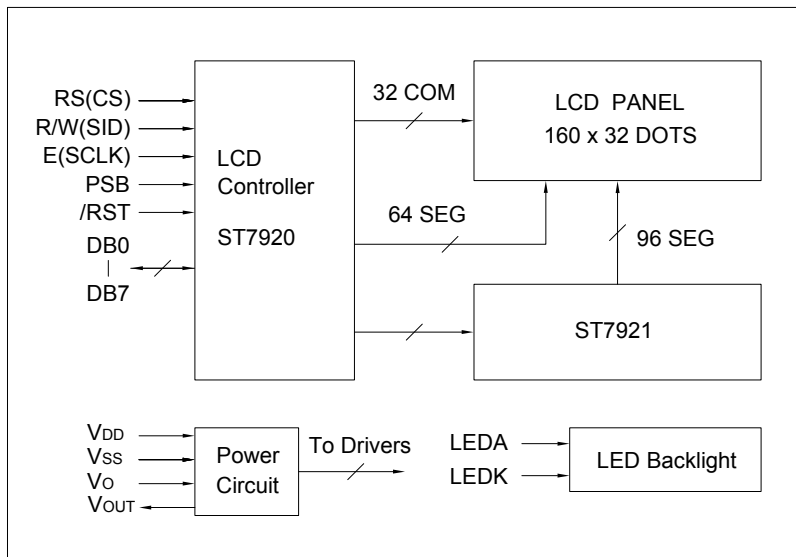 RS(CS)
R/W(SID)
E(SCLK)
PSB
/RST
DB0
DB7
LCD
Controller
ST7920
32 COM
64 SEG
LCD PANEL
160 x 32 DOTS
96 SEG
ST7921
VDD
VSS
VO
VOUT
Power
Circuit
To Drivers
LEDA
LEDK
LED Backlight